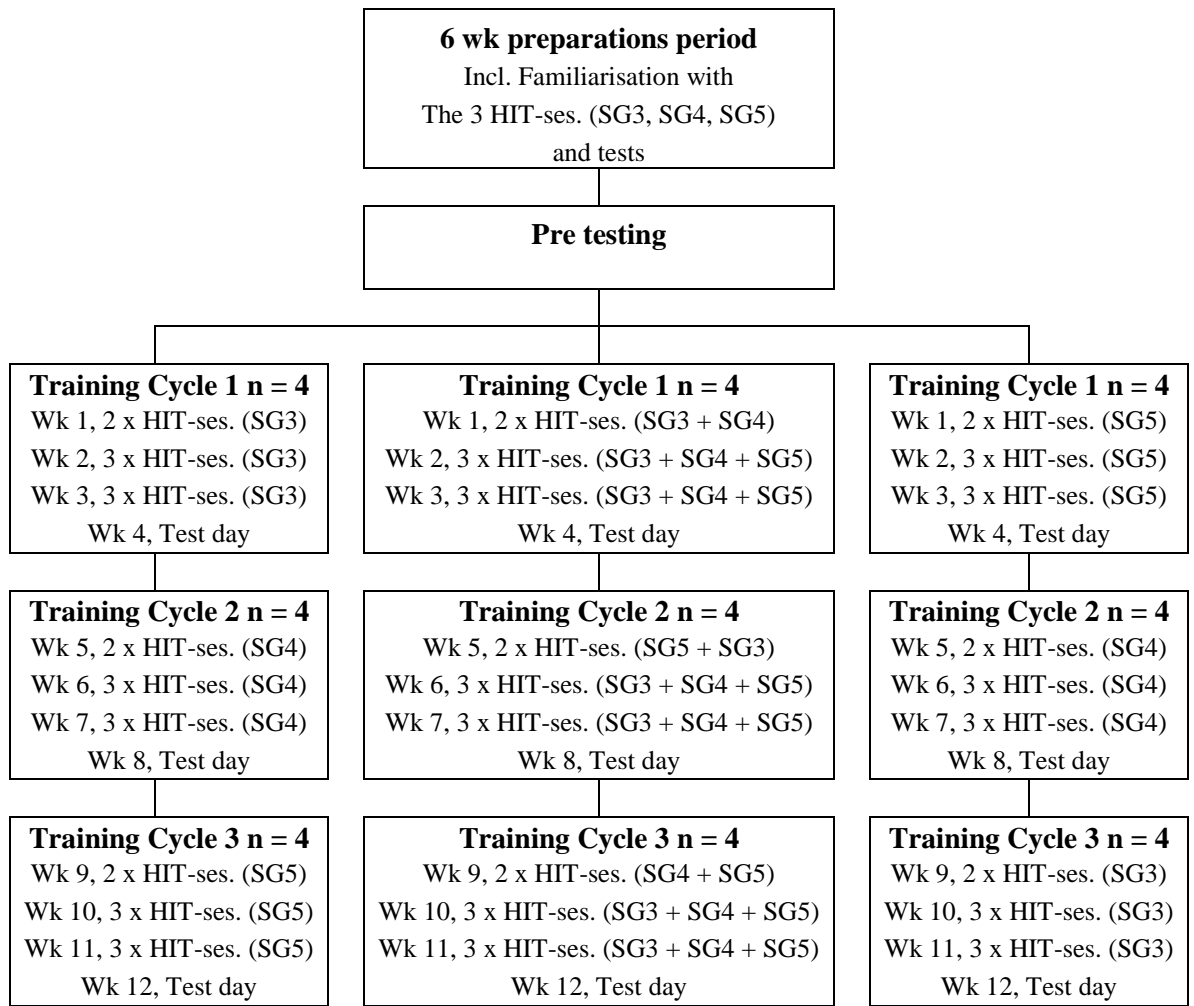 6 wk preparations period
Incl. Familiarisation with
The 3 HIT-ses. (SG3, SG4, SG5)
and tests
Pre testing
Training Cycle 1 n = 4
Wk 1, 2 x HIT-ses. (SG3)
Wk 2, 3 x HIT-ses. (SG3)
Wk 3, 3 x HIT-ses. (SG3)
Wk 4, Test day
Training Cycle 1 n = 4
Wk 1, 2 x HIT-ses. (SG3 + SG4)
Wk 2, 3 x HIT-ses. (SG3 + SG4 + SG5)
Wk 3, 3 x HIT-ses. (SG3 + SG4 + SG5)
Wk 4, Test day
Training Cycle 1 n = 4
Wk 1, 2 x HIT-ses. (SG5)
Wk 2, 3 x HIT-ses. (SG5)
Wk 3, 3 x HIT-ses. (SG5)
Wk 4, Test day
Training Cycle 2 n = 4
Wk 5, 2 x HIT-ses. (SG4)
Wk 6, 3 x HIT-ses. (SG4)
Wk 7, 3 x HIT-ses. (SG4)
Wk 8, Test day
Training Cycle 2 n = 4
Wk 5, 2 x HIT-ses. (SG5 + SG3)
Wk 6, 3 x HIT-ses. (SG3 + SG4 + SG5)
Wk 7, 3 x HIT-ses. (SG3 + SG4 + SG5)
Wk 8, Test day
Training Cycle 2 n = 4
Wk 5, 2 x HIT-ses. (SG4)
Wk 6, 3 x HIT-ses. (SG4)
Wk 7, 3 x HIT-ses. (SG4)
Wk 8, Test day
Training Cycle 3 n = 4
Wk 9, 2 x HIT-ses. (SG5)
Wk 10, 3 x HIT-ses. (SG5)
Wk 11, 3 x HIT-ses. (SG5)
Wk 12, Test day
Training Cycle 3 n = 4
Wk 9, 2 x HIT-ses. (SG4 + SG5)
Wk 10, 3 x HIT-ses. (SG3 + SG4 + SG5)
Wk 11, 3 x HIT-ses. (SG3 + SG4 + SG5)
Wk 12, Test day
Training Cycle 3 n = 4
Wk 9, 2 x HIT-ses. (SG3)
Wk 10, 3 x HIT-ses. (SG3)
Wk 11, 3 x HIT-ses. (SG3)
Wk 12, Test day